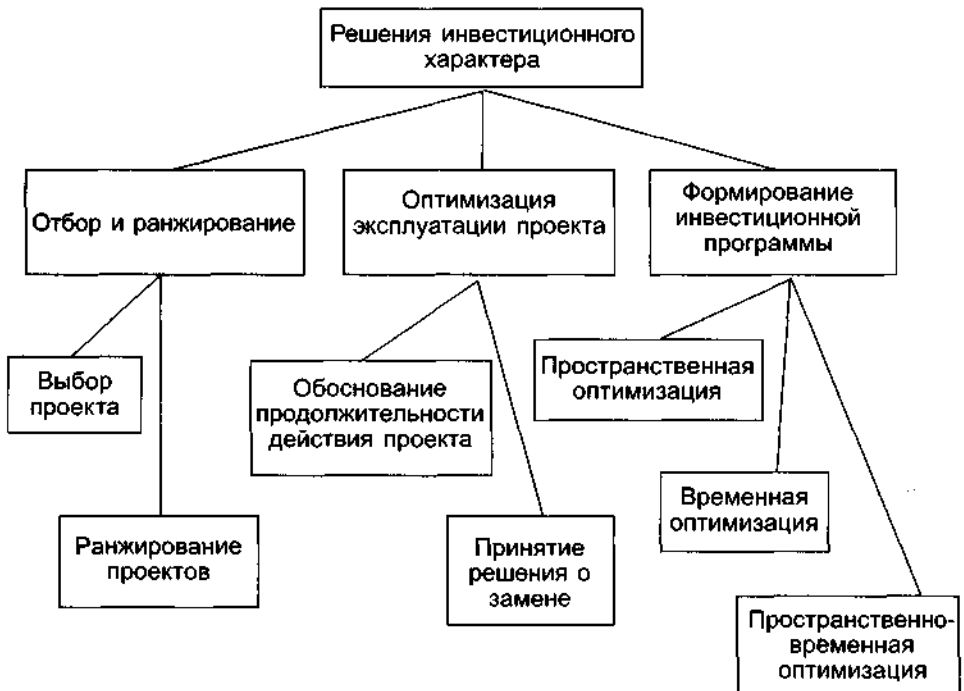 Решения инвестиционного
характера
Отбор и ранжирование
Оптимизация
эксплуатации проекта
Формирование
инвестиционной
программы
Выбор
проекта
Обоснование
продолжительности
действия проекта
Пространственная
оптимизация
Ранжирование
проектов
Принятие
решения о
замене
Временная
оптимизация
Пространственно-
временная
оптимизация